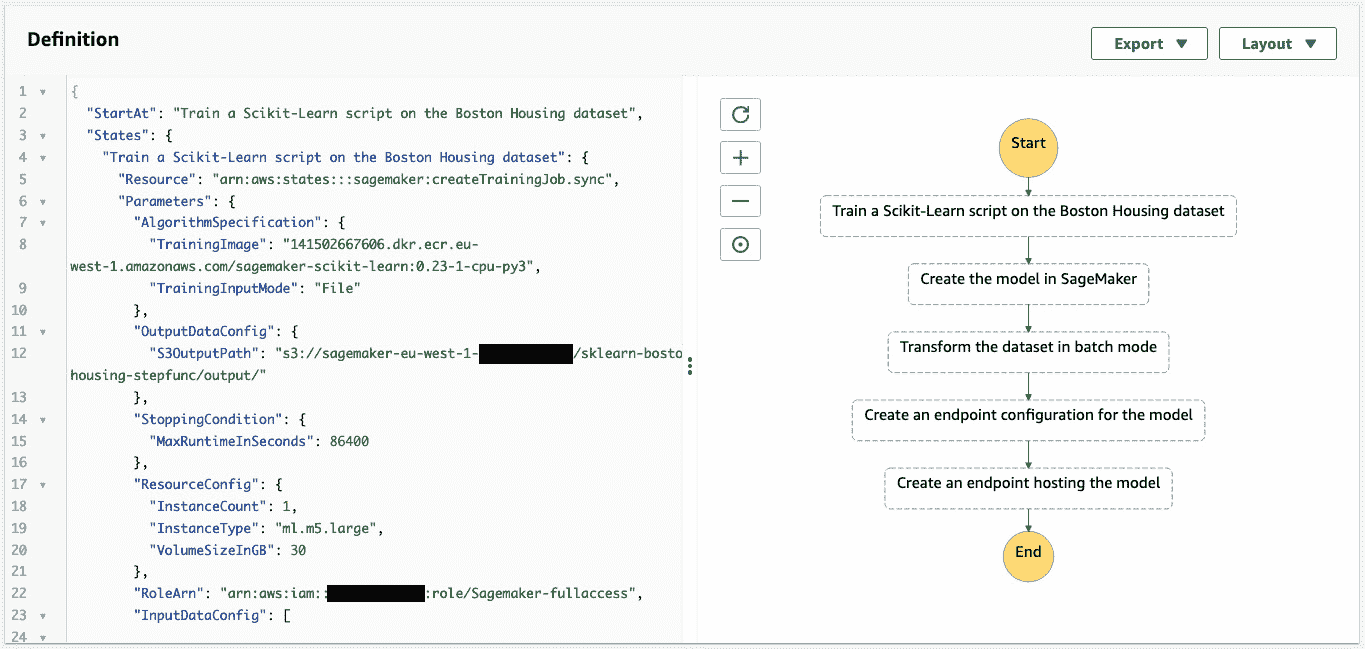 Definition
Export ▼
Layout ▼
1 ▼ {
2 "StartAt": "Train a Scikit-Learn script on the Boston Housing dataset",
3 ▼ "States": {
4 ▼ "Train a Scikit-Learn script on the Boston Housing dataset": {
5 "Resource": "arn:aws:states:::sagemaker:createTrainingJob.sync",
6 ▼ "Parameters": {
7 ▼ "AlgorithmSpecification": {
8 "TrainingImage": "141502667606.dkr.ecr.eu-
west-1.amazonaws.com/sagemaker-scikit-learn:0.23-1-cpu-py3",
9 "TrainingInputMode": "File"
10 },
11 ▼ "OutputDataConfig": {
12 "S3OutputPath": "s3://sagemaker-eu-west-1- /sklearn-bosto
housing-stepfunc/output/"
13 },
14 ▼ "StoppingCondition": {
15 "MaxRuntimeInSeconds": 86400
16 },
17 ▼ "ResourceConfig": {
18 "InstanceCount": 1,
19 "InstanceType": "ml.m5.large",
20 "VolumeSizeInGB": 30
21 },
22 "RoleArn": "arn:aws:iam:: :role/Sagemaker-fullaccess",
23 ▼ "InputDataConfig": [
24 ▼
Start
Train a Scikit-Learn script on the Boston Housing dataset
Create the model in SageMaker
Transform the dataset in batch mode
Create an endpoint configuration for the model
Create an endpoint hosting the model
End